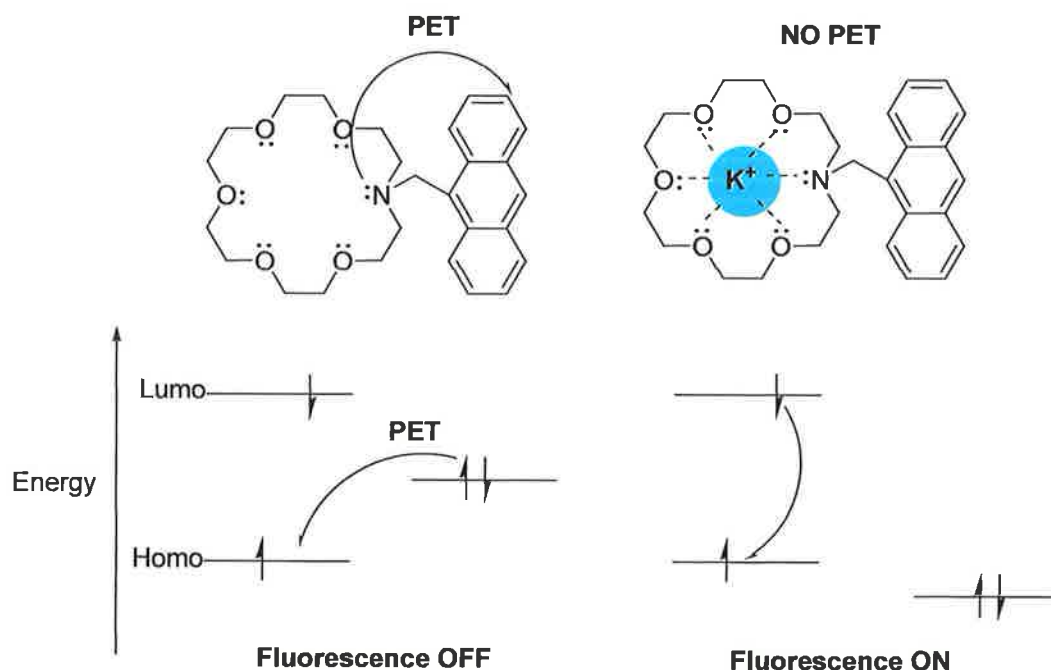 PET
NO PET
O
O
O:
:N
O
O
O
O
O:
K⁺
:N
O
O
Lumo
PET
Energy
Homo
Fluorescence OFF
Fluorescence ON